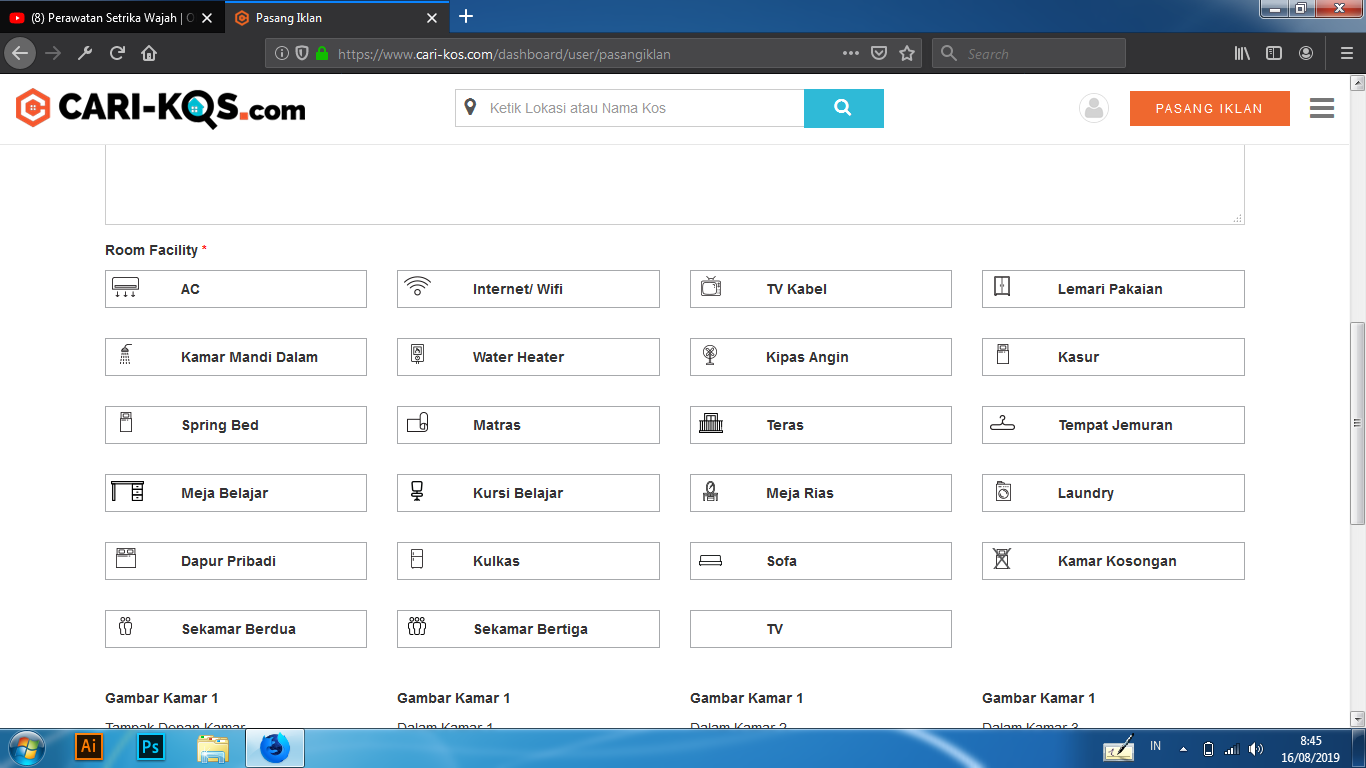 (8) Perawatan Setrika Wajah | O
Pasang Iklan
https://www.cari-kos.com/dashboard/user/pasangiklan
Search
CARI-KOS.com
Ketik Lokasi atau Nama Kos
PASANG IKLAN
Room Facility *
AC
Internet/ Wifi
TV Kabel
Lemari Pakaian
Kamar Mandi Dalam
Water Heater
Kipas Angin
Kasur
Spring Bed
Matras
Teras
Tempat Jemuran
Meja Belajar
Kursi Belajar
Meja Rias
Laundry
Dapur Pribadi
Kulkas
Sofa
Kamar Kosongan
Sekamar Berdua
Sekamar Bertiga
TV
Gambar Kamar 1
Gambar Kamar 1
Gambar Kamar 1
Gambar Kamar 1
Tampak Depan Kamar
Dalam Kamar 1
Dalam Kamar 2
Dalam Kamar 3
Ai
Ps
IN
8:45
16/08/2019